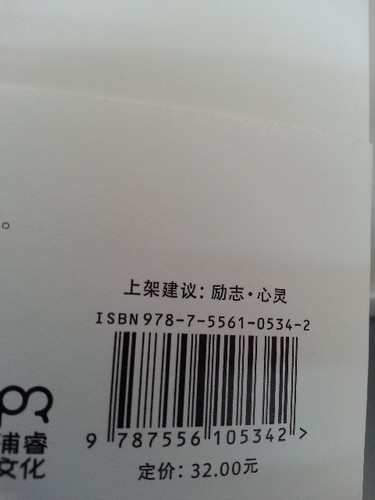 。
上架建议：励志·心灵
ISBN 978-7-5561-0534-2
9 787556 105342 >
定价：32.00元
浦睿
文化